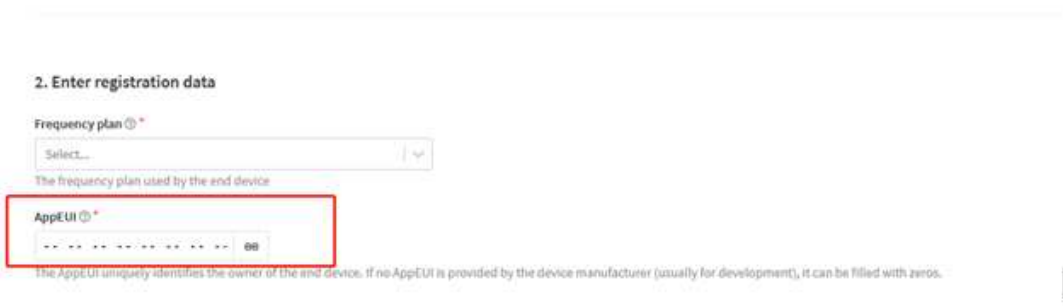 2. Enter registration data
Frequency plan ⓘ *
Select...
The frequency plan used by the end device
AppEUI ⓘ *
-- -- -- -- -- -- -- -- 00
The AppEUI uniquely identifies the owner of the end device. If no AppEUI is provided by the device manufacturer (usually for development), it can be filled with zeros.